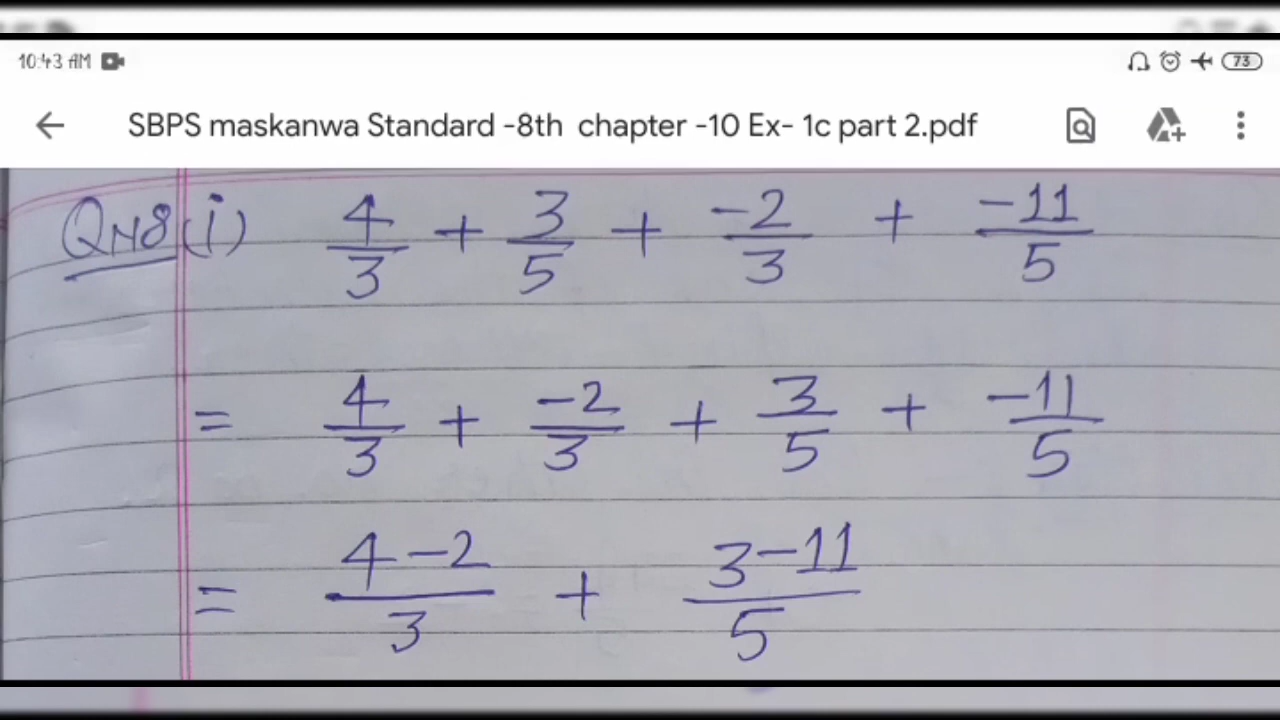 10:43 AM 73
SBPS maskanwa Standard -8th chapter -10 Ex- 1c part 2.pdf
QN8(i) 4/3 + 3/5 + -2/3 + -11/5
= 4/3 + -2/3 + 3/5 + -11/5
= 4-2/3 + 3-11/5